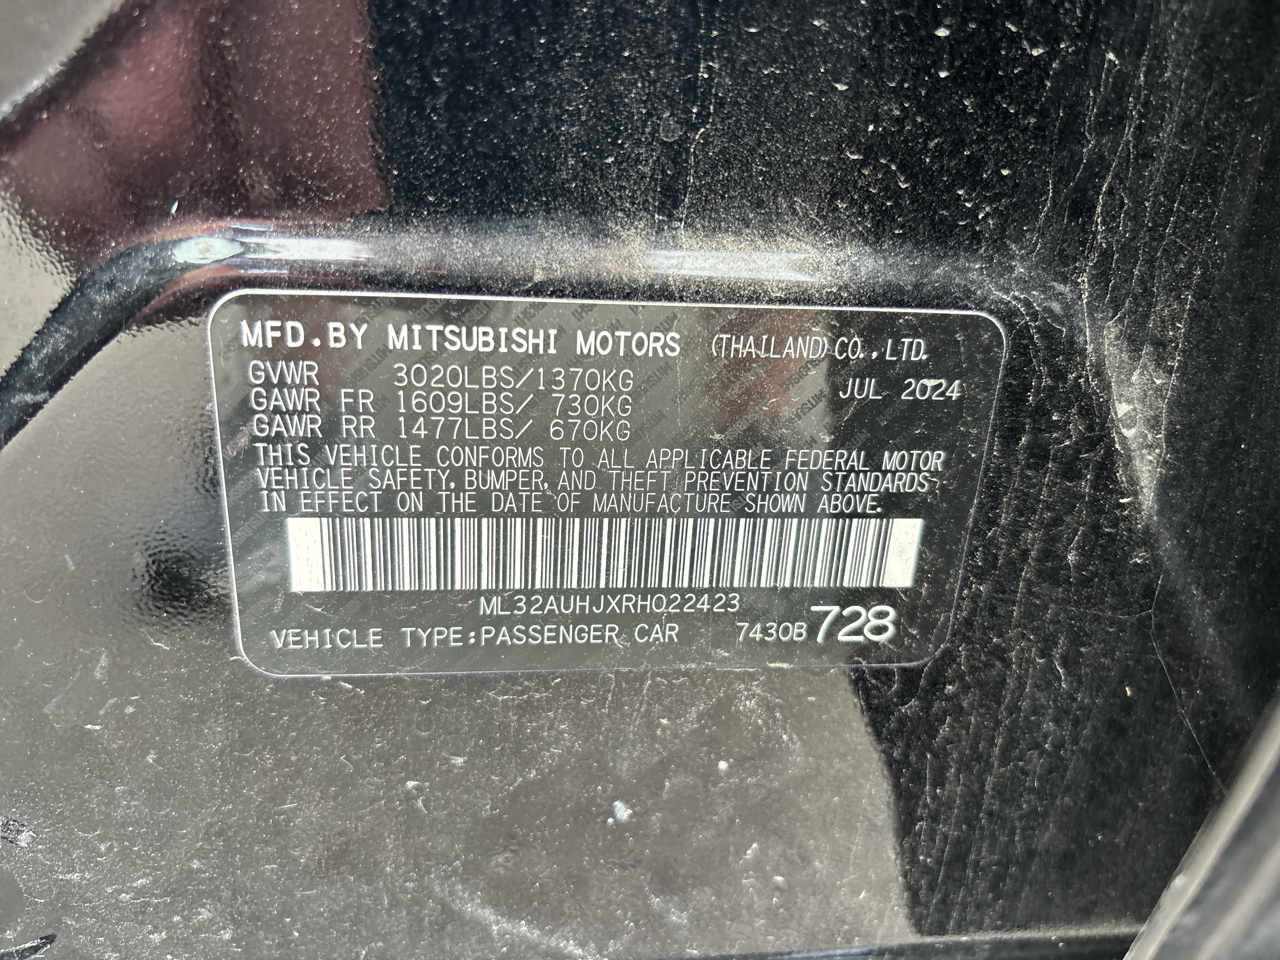 MFD.BY MITSUBISHI MOTORS (THAILAND) CO.,LTD.
GVWR 3020LBS/1370KG JUL 2024
GAWR FR 1609LBS/ 730KG
GAWR RR 1477LBS/ 670KG
THIS VEHICLE CONFORMS TO ALL APPLICABLE FEDERAL MOTOR
VEHICLE SAFETY, BUMPER, AND THEFT PREVENTION STANDARDS
IN EFFECT ON THE DATE OF MANUFACTURE SHOWN ABOVE.
ML32AUHJXRH022423
VEHICLE TYPE:PASSENGER CAR 7430B 728